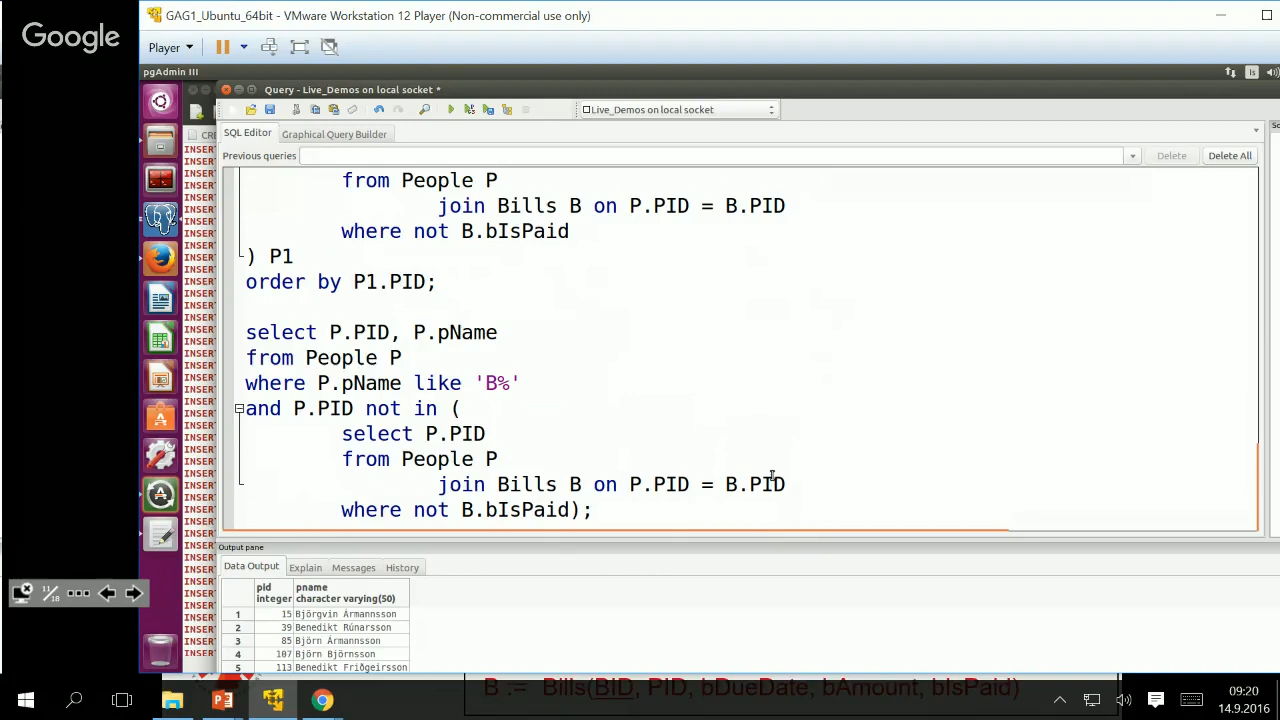 GAG1_Ubuntu_64bit - VMware Workstation 12 Player (Non-commercial use only)
Google
Player
pgAdmin III
Is
Query - Live_Demos on local socket *
Live_Demos on local socket
SQL Editor
Graphical Query Builder
Previous queries
Delete
Delete All
from People P
join Bills B on P.PID = B.PID
where not B.bIsPaid
) P1
order by P1.PID;
select P.PID, P.pName
from People P
where P.pName like 'B%'
and P.PID not in (
select P.PID
from People P
join Bills B on P.PID = B.PID
where not B.bIsPaid);
Output pane
Data Output
Explain
Messages
History
pid integer
pname character varying(50)
1 15 Björgvin Ármannsson
2 39 Benedikt Rúnarsson
3 85 Björn Ármannsson
4 107 Björn Björnsson
5 113 Benedikt Friðgeirsson
11/18
B := Bills(BID, PID, bDueDate, bAmount, bIsPaid)
09:20
14.9.2016